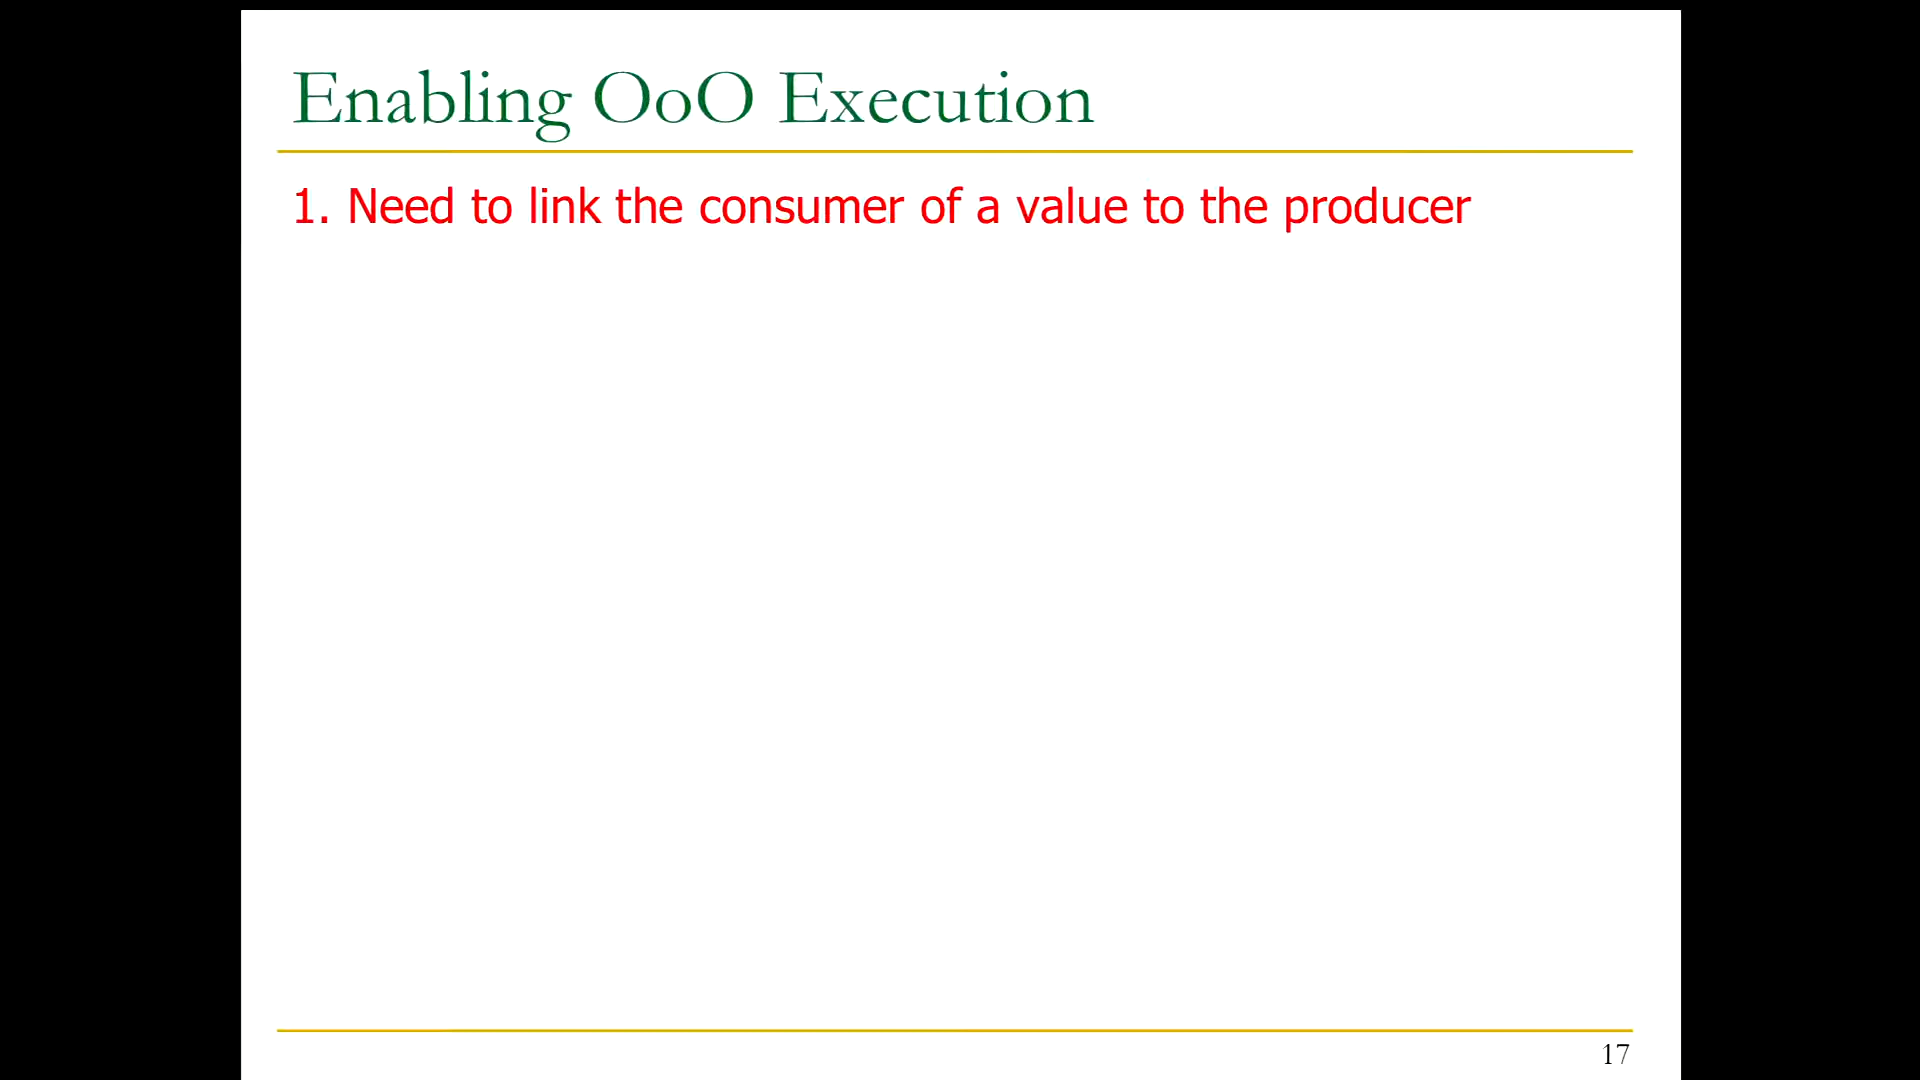 Enabling OoO Execution
1. Need to link the consumer of a value to the producer
17